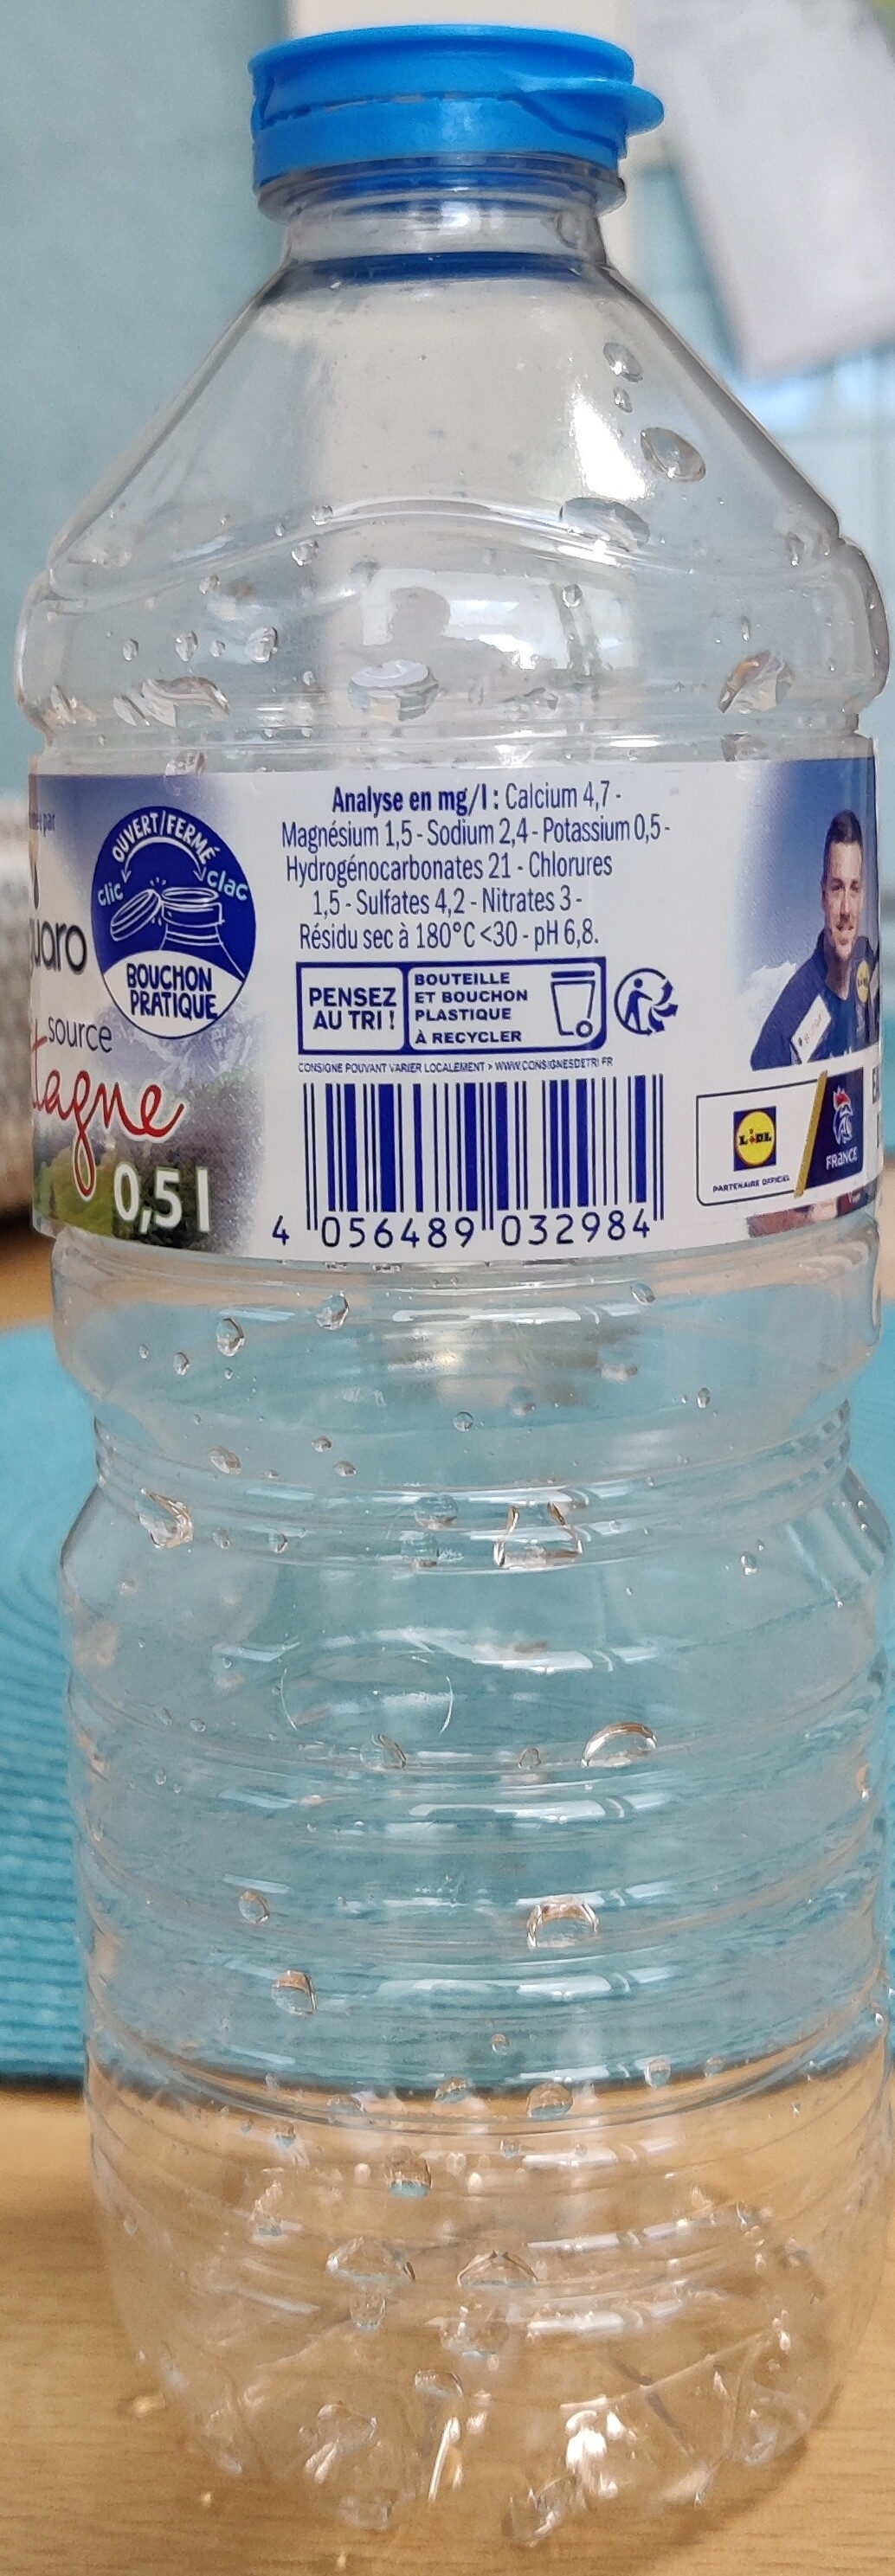 OUVERT/FERMÉ
clic
clac
BOUCHON
PRATIQUE
source
0,5 l
Analyse en mg/l : Calcium 4,7 -
Magnésium 1,5 - Sodium 2,4 - Potassium 0,5 -
Hydrogénocarbonates 21 - Chlorures
1,5 - Sulfates 4,2 - Nitrates 3 -
Résidu sec à 180°C <30 - pH 6,8.
PENSEZ
AU TRI !
BOUTEILLE
ET BOUCHON
PLASTIQUE
À RECYCLER
CONSIGNE POUVANT VARIER LOCALEMENT > WWW.CONSIGNESDETRI.FR
4 056489 032984
LIDL
PARTENAIRE OFFICIEL
FRANCE